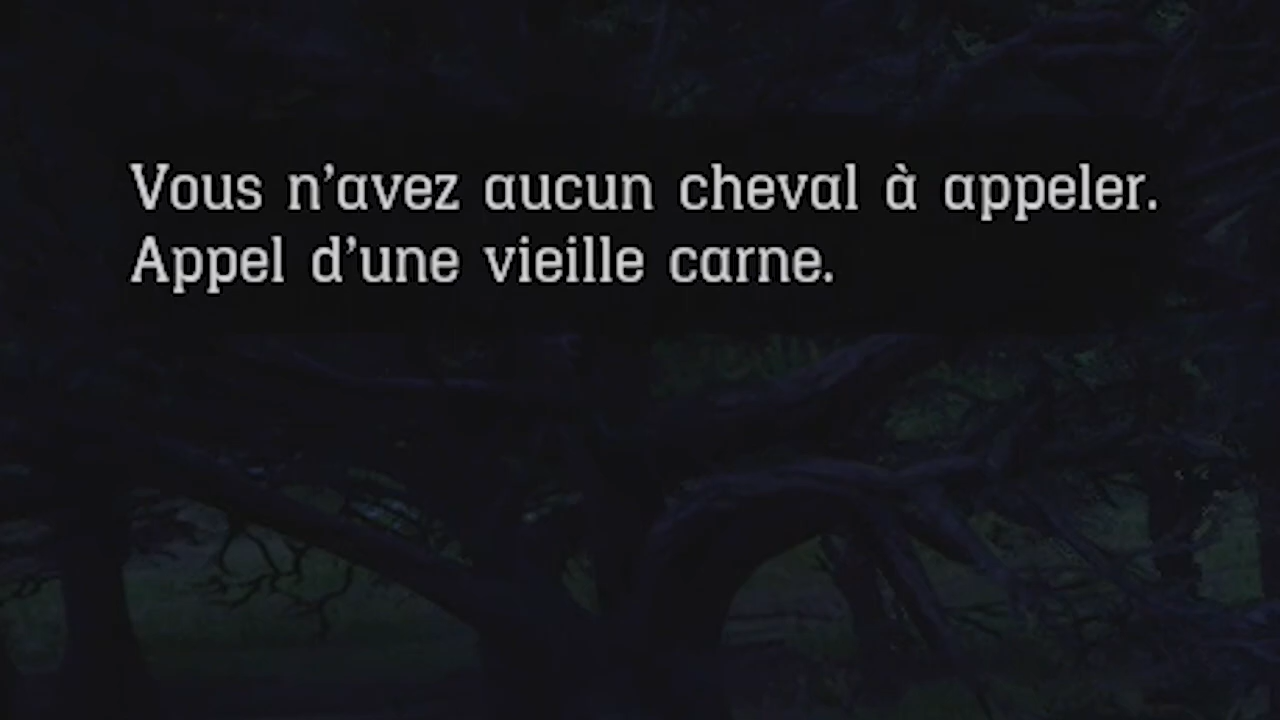 Vous n’avez aucun cheval à appeler.
Appel d’une vieille carne.